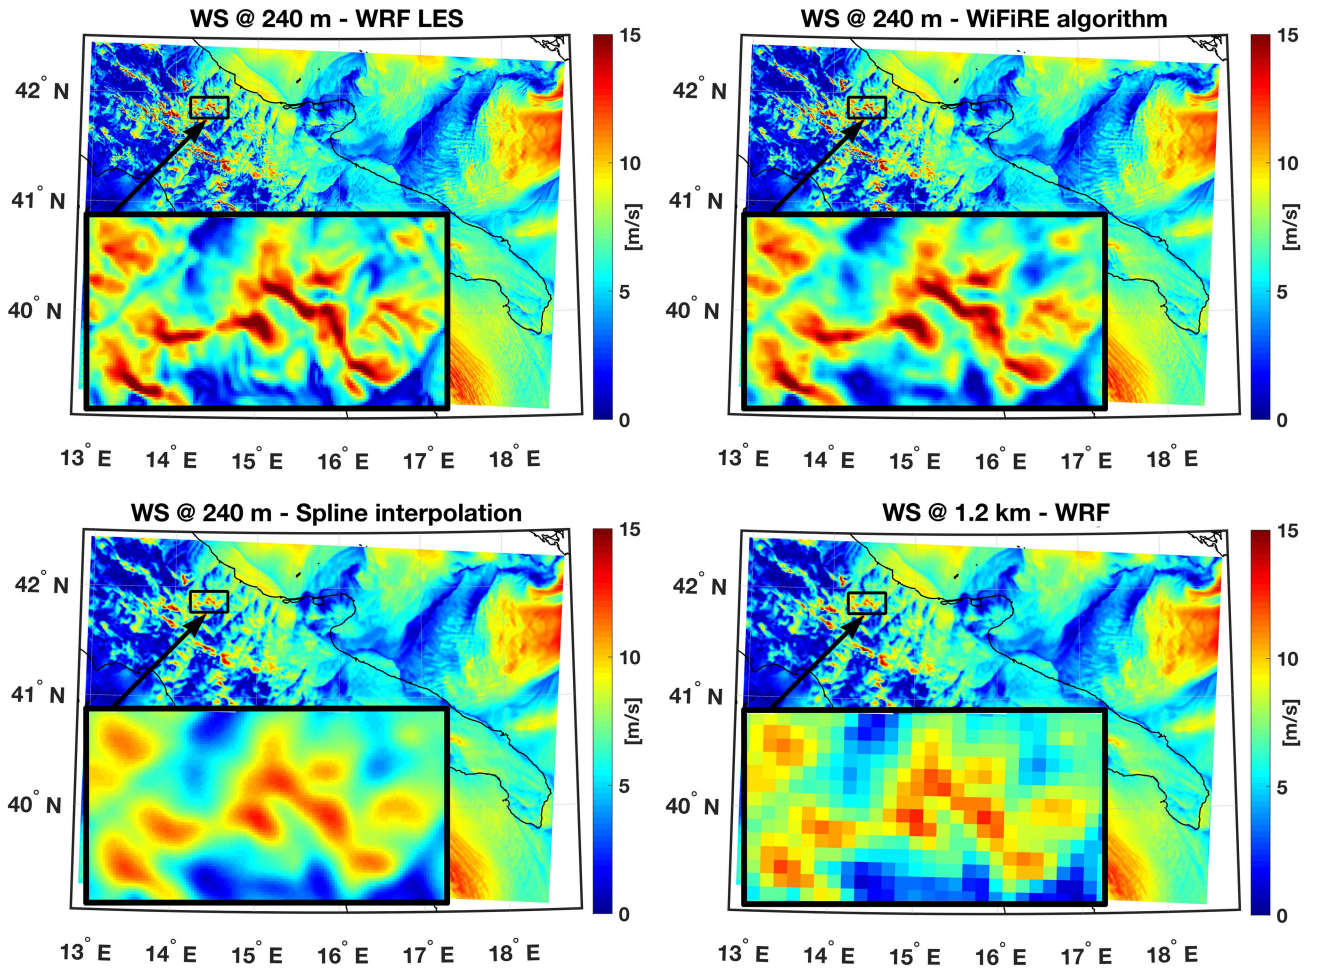 WS @ 240 m - WRF LES
WS @ 240 m - WiFiRE algorithm
15
10
5
0
[m/s]
42° N
41° N
40° N
13° E 14° E 15° E 16° E 17° E 18° E
15
10
5
0
[m/s]
42° N
41° N
40° N
13° E 14° E 15° E 16° E 17° E 18° E
WS @ 240 m - Spline interpolation
WS @ 1.2 km - WRF
15
10
5
0
[m/s]
42° N
41° N
40° N
13° E 14° E 15° E 16° E 17° E 18° E
15
10
5
0
[m/s]
42° N
41° N
40° N
13° E 14° E 15° E 16° E 17° E 18° E